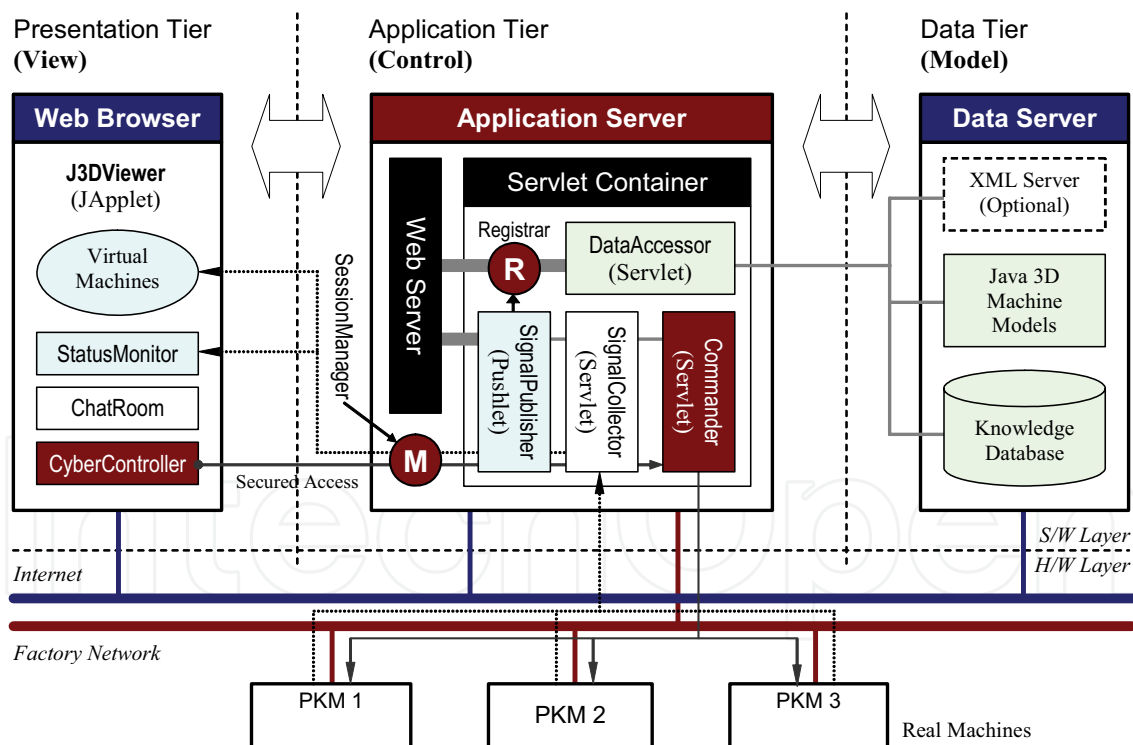 Presentation Tier
(View)
Application Tier
(Control)
Data Tier
(Model)
Web Browser
J3DViewer
(JApplet)
Virtual
Machines
StatusMonitor
ChatRoom
CyberController
Secured Access
SessionManager
M
Application Server
Web Server
Servlet Container
Registrar
R
DataAccessor
(Servlet)
SignalPublisher
(Pushlet)
SignalCollector
(Servlet)
Commander
(Servlet)
Data Server
XML Server
(Optional)
Java 3D
Machine
Models
Knowledge
Database
S/W Layer
H/W Layer
Internet
Factory Network
PKM 1
PKM 2
PKM 3
Real Machines
IntechOpen